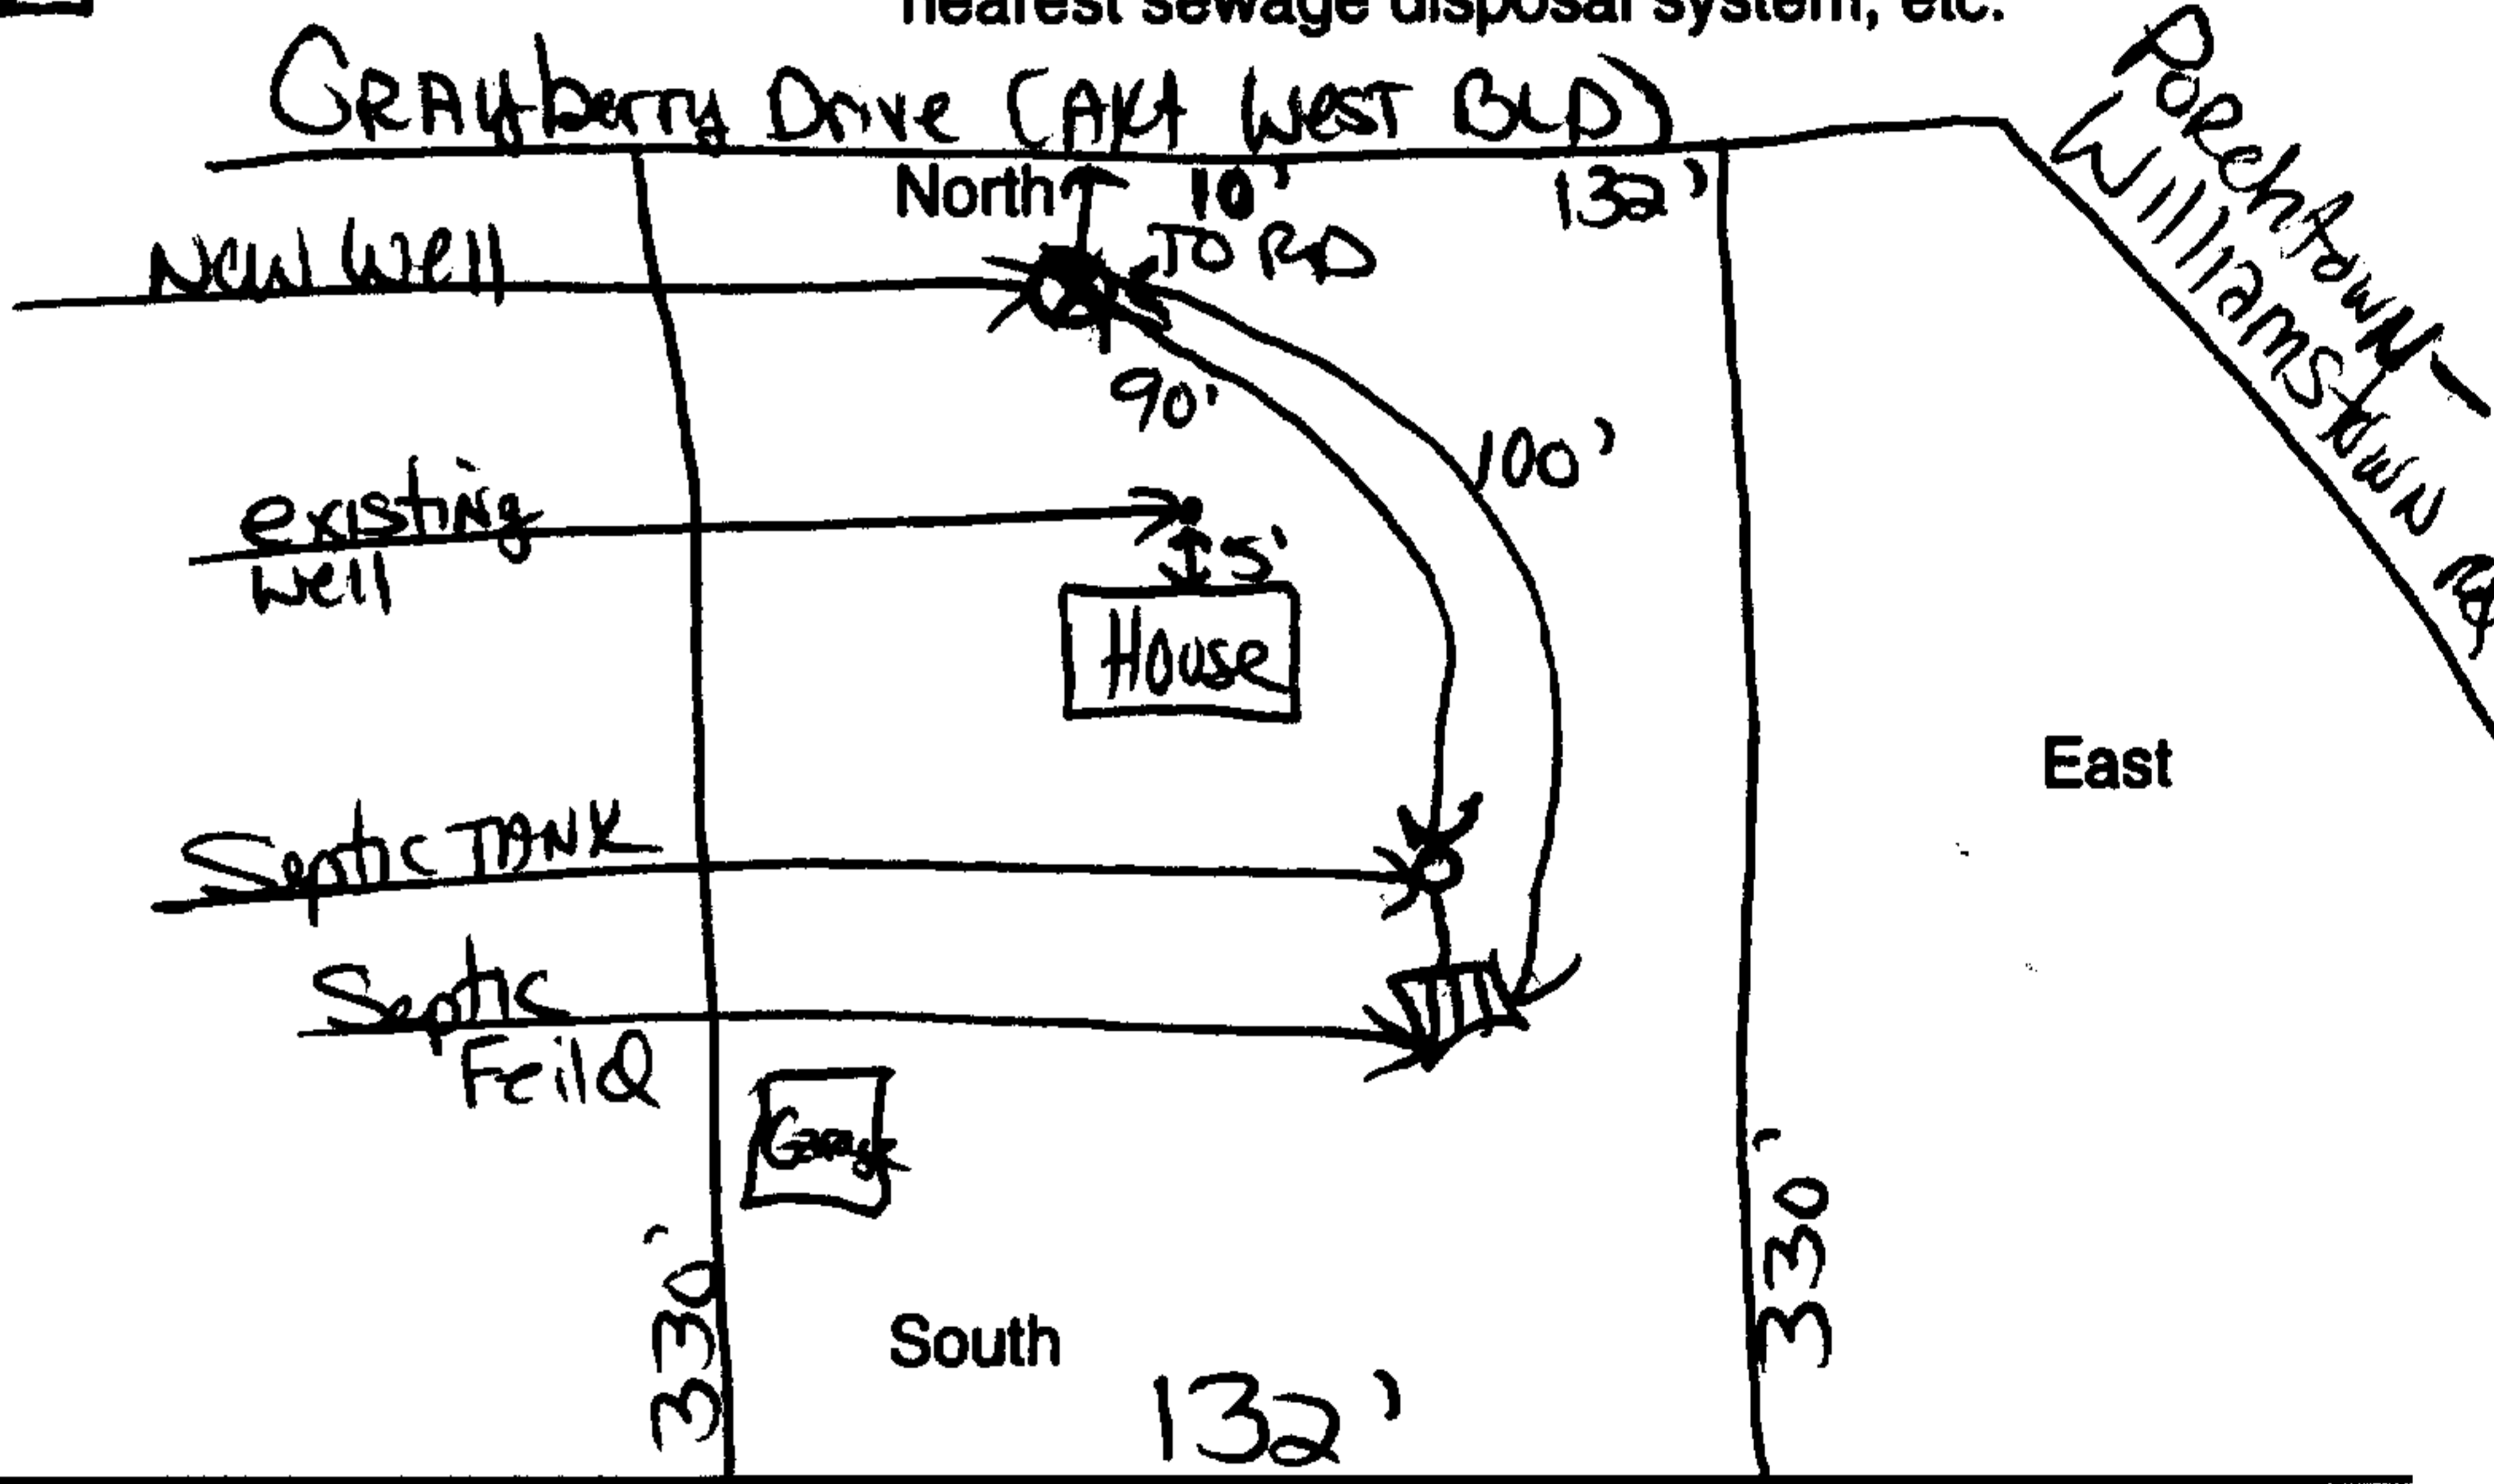 nearest sewage disposal system, etc.
GRAYberry Drive (AKA WEST BLD)
Poehtown-
Williamstown RD
North
10'
132'
TO RD
New Well
90'
100'
existing
well
5'
House
East
Septic TANK
Septic
Feild
Garage
330'
330'
South
132'